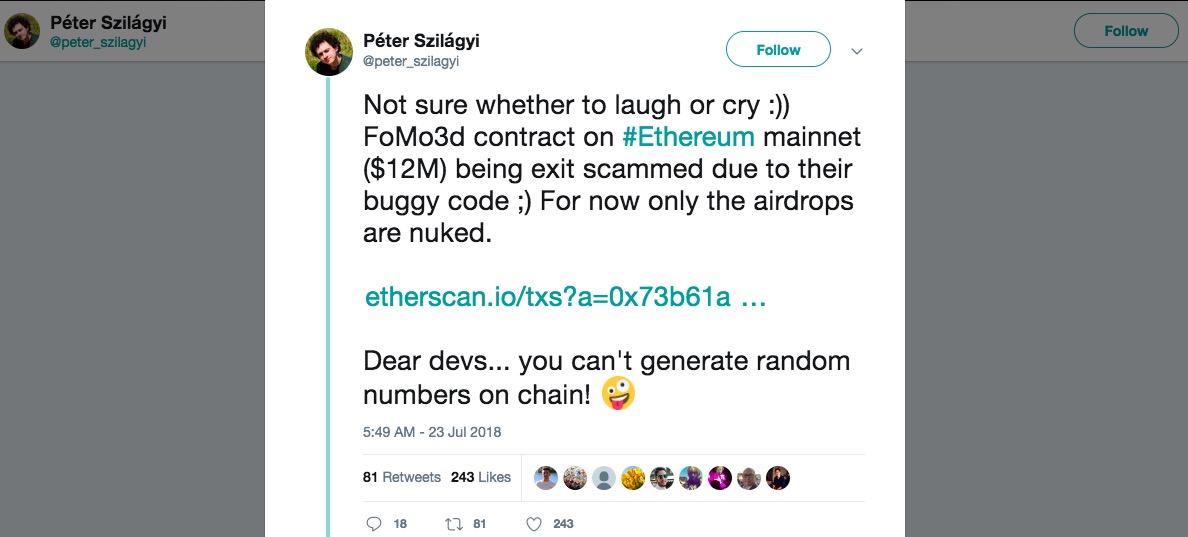 Péter Szilágyi
@peter_szilagyi
Follow
Péter Szilágyi
@peter_szilagyi
Follow
Not sure whether to laugh or cry :))
FoMo3d contract on #Ethereum mainnet
($12M) being exit scammed due to their
buggy code ;) For now only the airdrops
are nuked.
etherscan.io/txs?a=0x73b61a …
Dear devs... you can't generate random
numbers on chain! 🤪
5:49 AM - 23 Jul 2018
81 Retweets 243 Likes
18 81 243